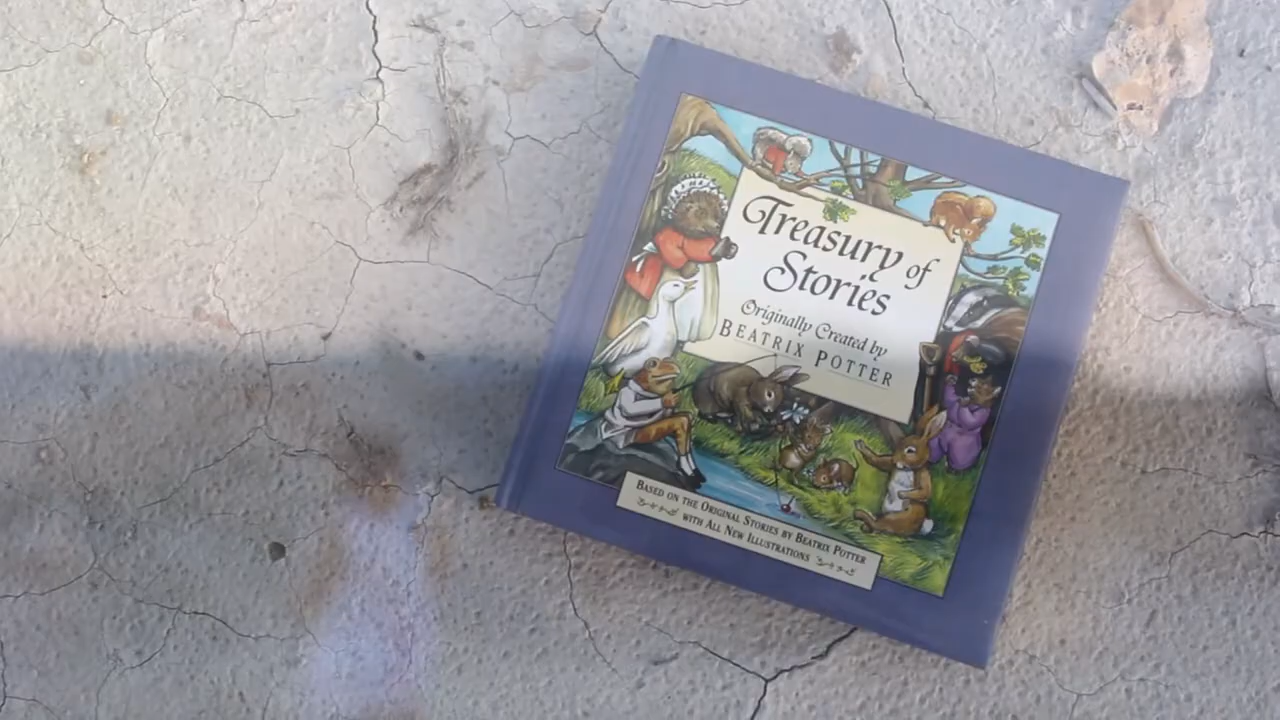 Treasury of
Stories
Originally Created by
BEATRIX POTTER
BASED ON THE ORIGINAL STORIES BY BEATRIX POTTER
WITH ALL NEW ILLUSTRATIONS